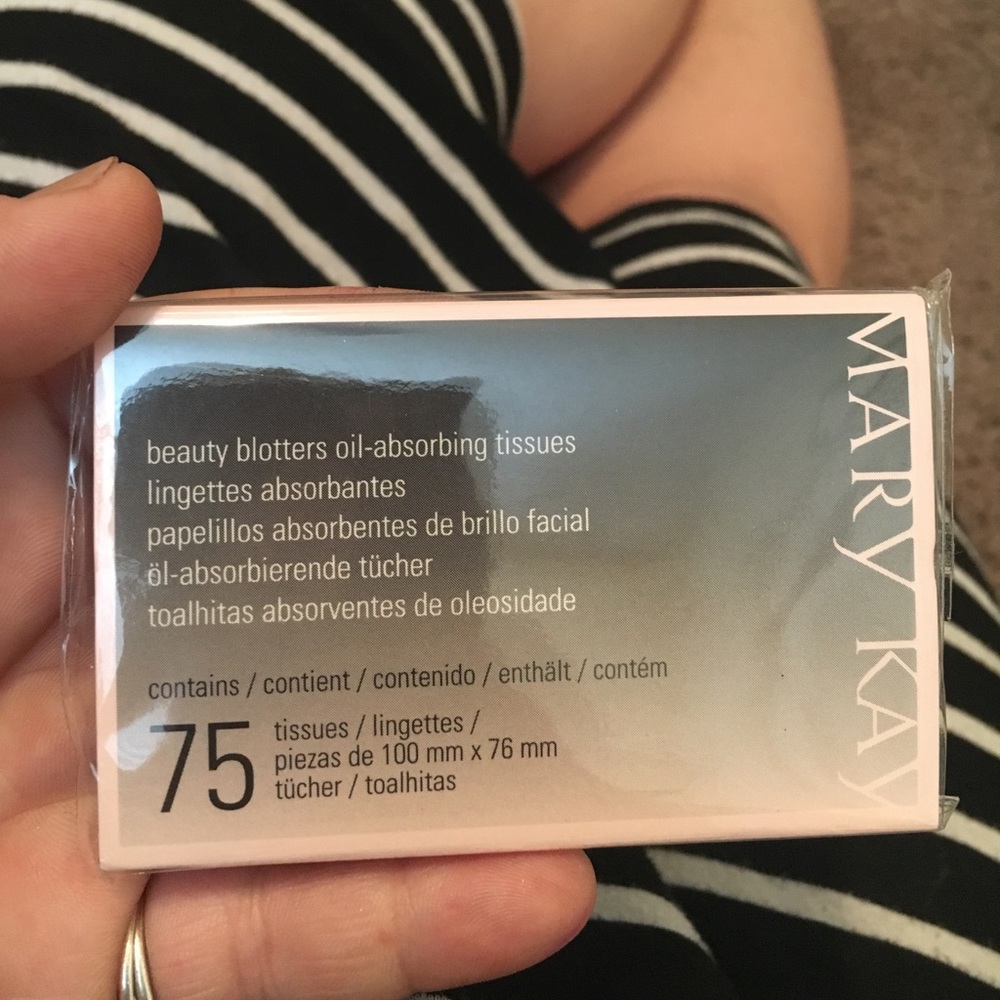 beauty blotters oil-absorbing tissues
lingettes absorbantes
papelillos absorbentes de brillo facial
öl-absorbierende tücher
toalhitas absorventes de oleosidade
contains / contient / contenido / enthält / contém
75
tissues / lingettes /
piezas de 100 mm x 76 mm
tücher / toalhitas
MARY KAY